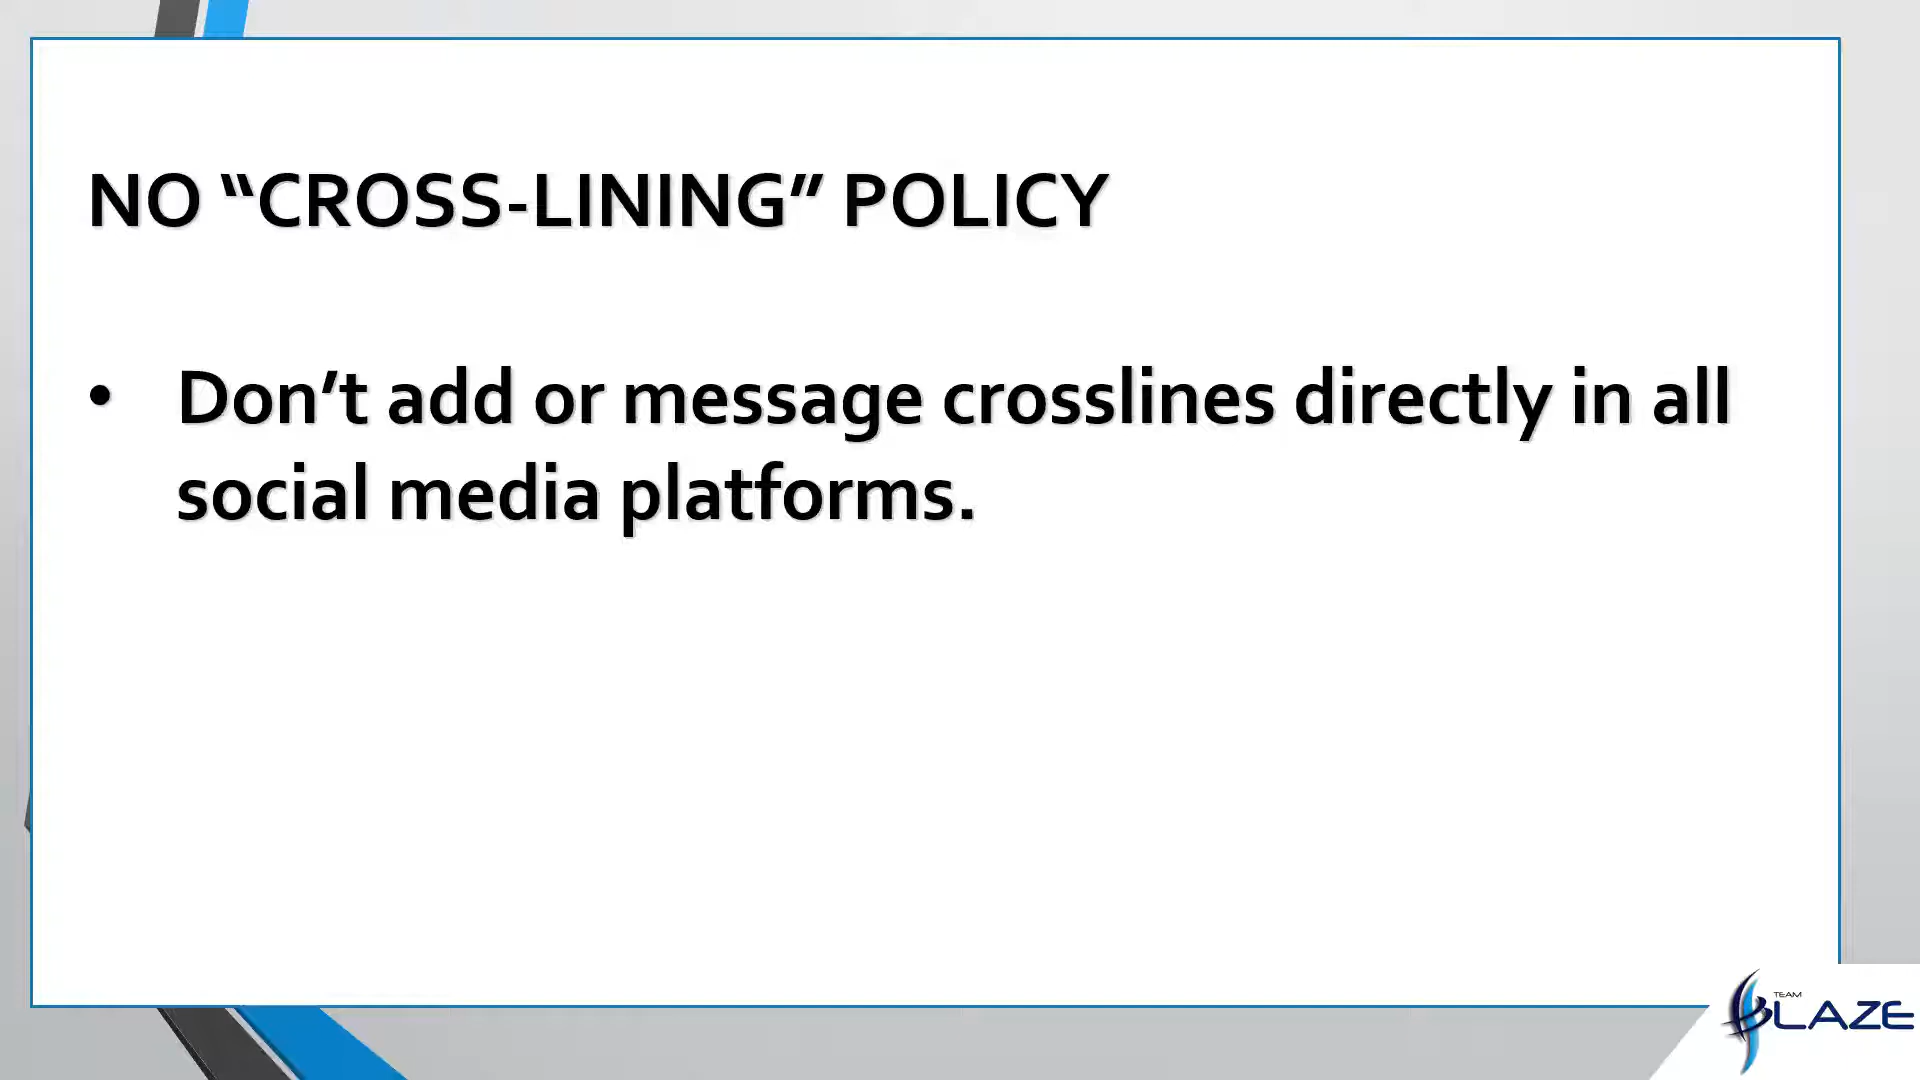 NO “CROSS-LINING” POLICY
• Don’t add or message crosslines directly in all
social media platforms.
TEAM
BLAZE